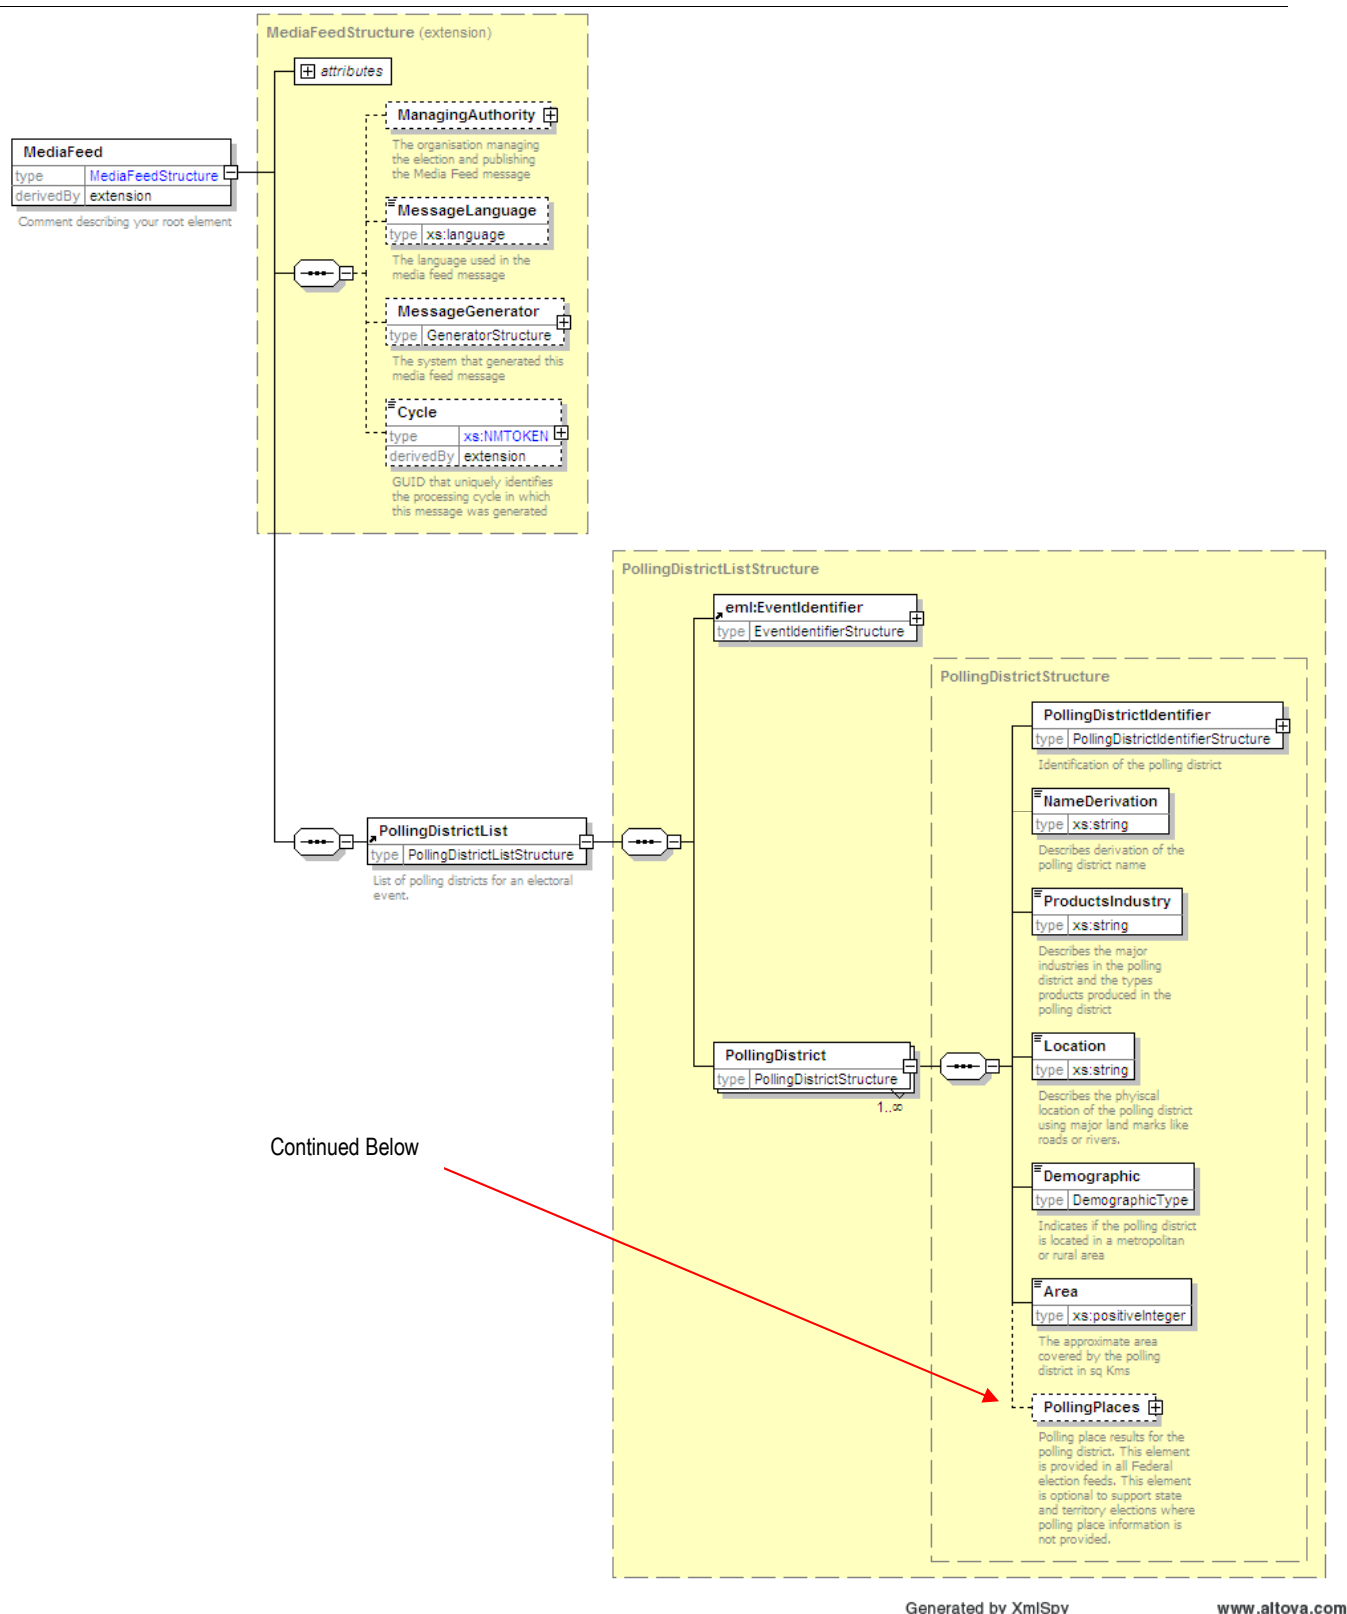 MediaFeedStructure (extension)
attributes
ManagingAuthority
The organisation managing
the election and publishing
the Media Feed message
MediaFeed
type MediaFeedStructure
derivedBy extension
Comment describing your root element
MessageLanguage
type xs:language
The language used in the
media feed message
MessageGenerator
type GeneratorStructure
The system that generated this
media feed message
Cycle
type xs:NMTOKEN
derivedBy extension
GUID that uniquely identifies
the processing cycle in which
this message was generated
PollingDistrictListStructure
eml:EventIdentifier
type EventIdentifierStructure
PollingDistrictStructure
PollingDistrictIdentifier
type PollingDistrictIdentifierStructure
Identification of the polling district
NameDerivation
type xs:string
Describes derivation of the
polling district name
PollingDistrictList
type PollingDistrictListStructure
List of polling districts for an electoral
event.
ProductsIndustry
type xs:string
Describes the major
industries in the polling
district and the types
products produced in the
polling district
Location
type xs:string
Describes the phyiscal
location of the polling district
using major land marks like
roads or rivers.
PollingDistrict
type PollingDistrictStructure
1..∞
Continued Below
Demographic
type DemographicType
Indicates if the polling district
is located in a metropolitan
or rural area
Area
type xs:positiveInteger
The approximate area
covered by the polling
district in sq Kms
PollingPlaces
Polling place results for the
polling district. This element
is provided in all Federal
election feeds. This element
is optional to support state
and territory elections where
polling place information is
not provided.
Generated by XmlSpy www.altova.com